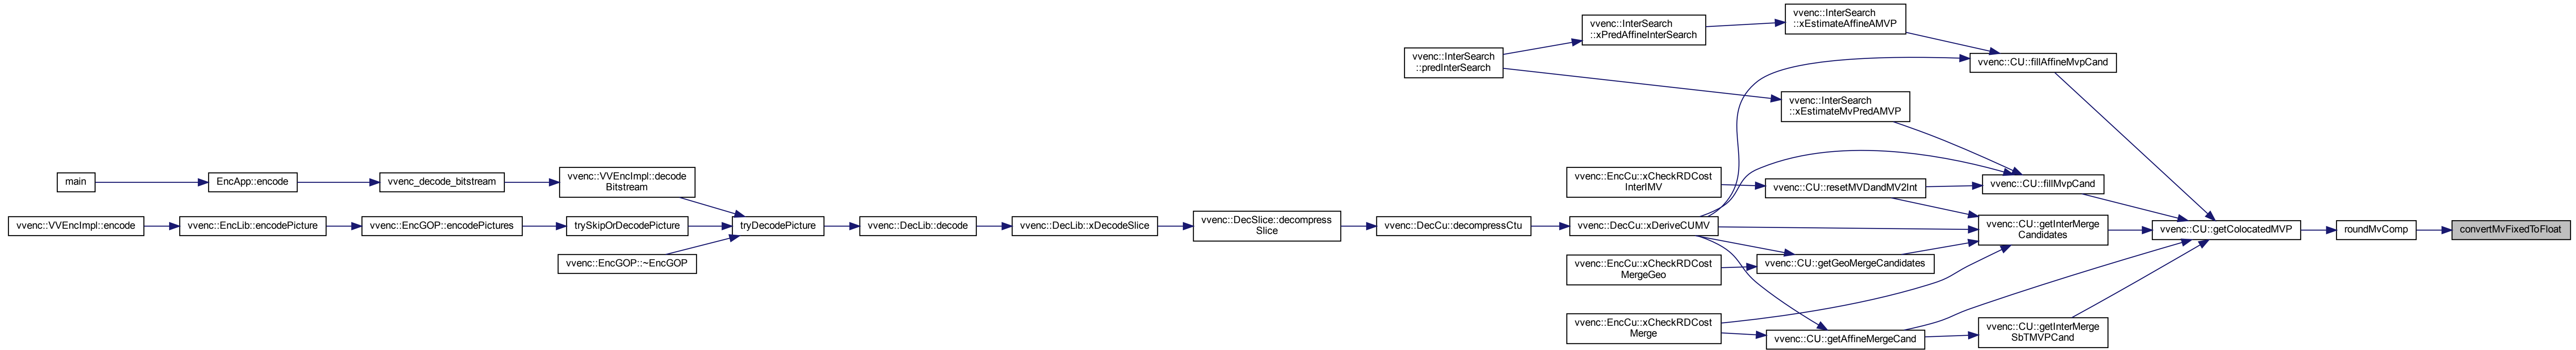 vvenc::InterSearch
::xEstimateAffineAMVP
vvenc::InterSearch
::xPredAffineInterSearch
vvenc::InterSearch
::predInterSearch
vvenc::CU::fillAffineMvpCand
vvenc::InterSearch
::xEstimateMvPredAMVP
main
EncApp::encode
vvenc_decode_bitstream
vvenc::VVEncImpl::decode
Bitstream
vvenc::EncCu::xCheckRDCost
InterIMV
vvenc::CU::resetMVDandMV2Int
vvenc::CU::fillMvpCand
vvenc::VVEncImpl::encode
vvenc::EncLib::encodePicture
vvenc::EncGOP::encodePictures
trySkipOrDecodePicture
tryDecodePicture
vvenc::DecLib::decode
vvenc::DecLib::xDecodeSlice
vvenc::DecSlice::decompress
Slice
vvenc::DecCu::decompressCtu
vvenc::DecCu::xDeriveCUMV
vvenc::CU::getInterMerge
Candidates
vvenc::CU::getColocatedMVP
roundMvComp
convertMvFixedToFloat
vvenc::EncGOP::~EncGOP
vvenc::EncCu::xCheckRDCost
MergeGeo
vvenc::CU::getGeoMergeCandidates
vvenc::EncCu::xCheckRDCost
Merge
vvenc::CU::getAffineMergeCand
vvenc::CU::getInterMerge
SbTMVPCand